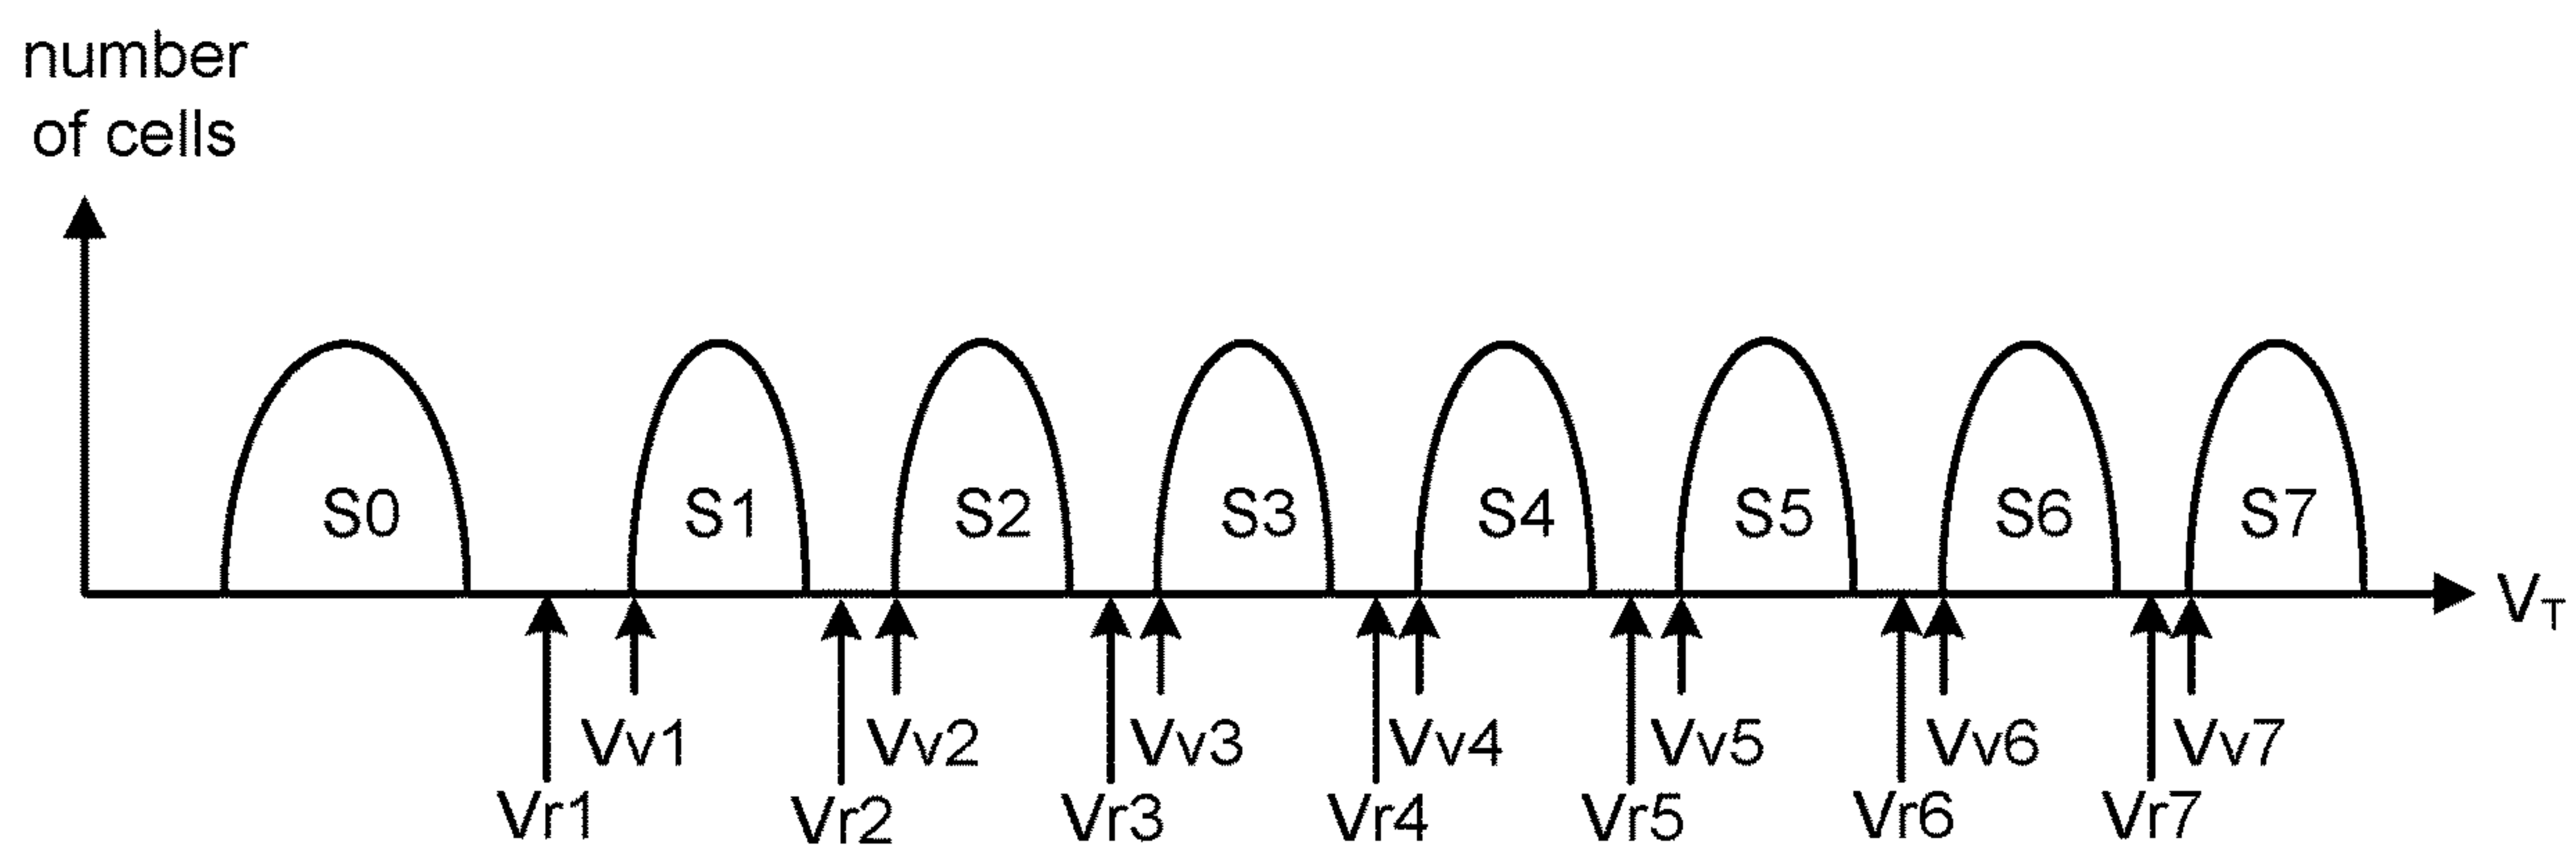 number
of cells
S0 S1 S2 S3 S4 S5 S6 S7
VT
Vv1 Vv2 Vv3 Vv4 Vv5 Vv6 Vv7
Vr1 Vr2 Vr3 Vr4 Vr5 Vr6 Vr7